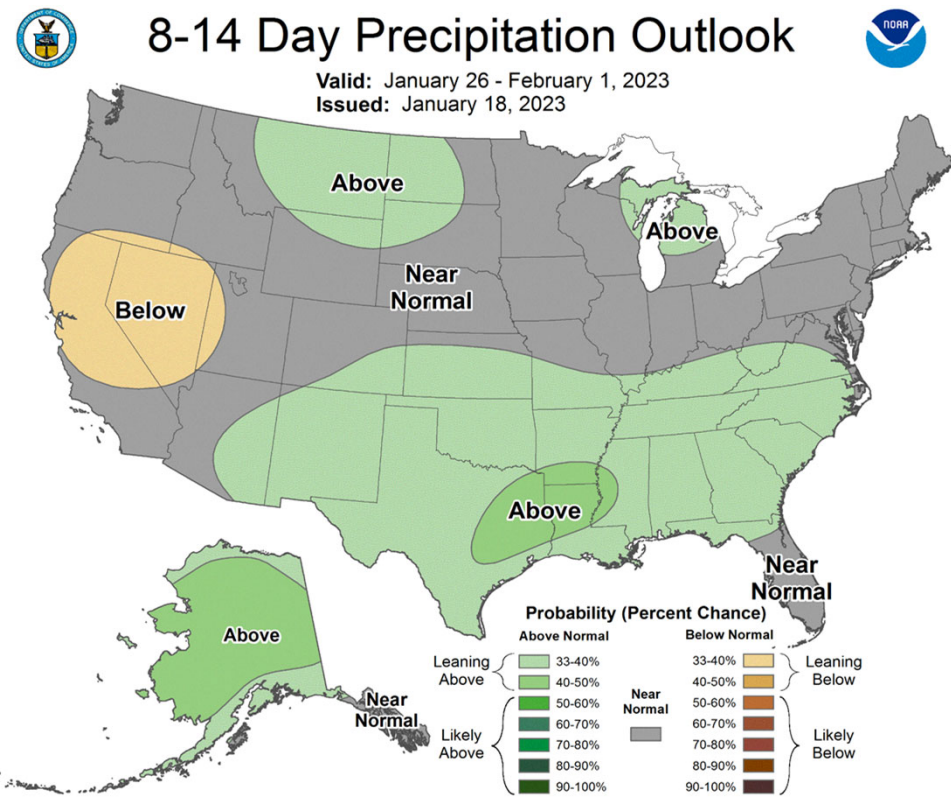 8-14 Day Precipitation Outlook
NOAA
Valid: January 26 - February 1, 2023
Issued: January 18, 2023
Above
Above
Near
Normal
Below
Above
Near
Normal
Above
Near
Normal
Probability (Percent Chance)
Above Normal
Below Normal
Leaning
Above
33-40%
40-50%
50-60%
60-70%
70-80%
80-90%
90-100%
Likely
Above
Near
Normal
33-40%
40-50%
50-60%
60-70%
70-80%
80-90%
90-100%
Leaning
Below
Likely
Below